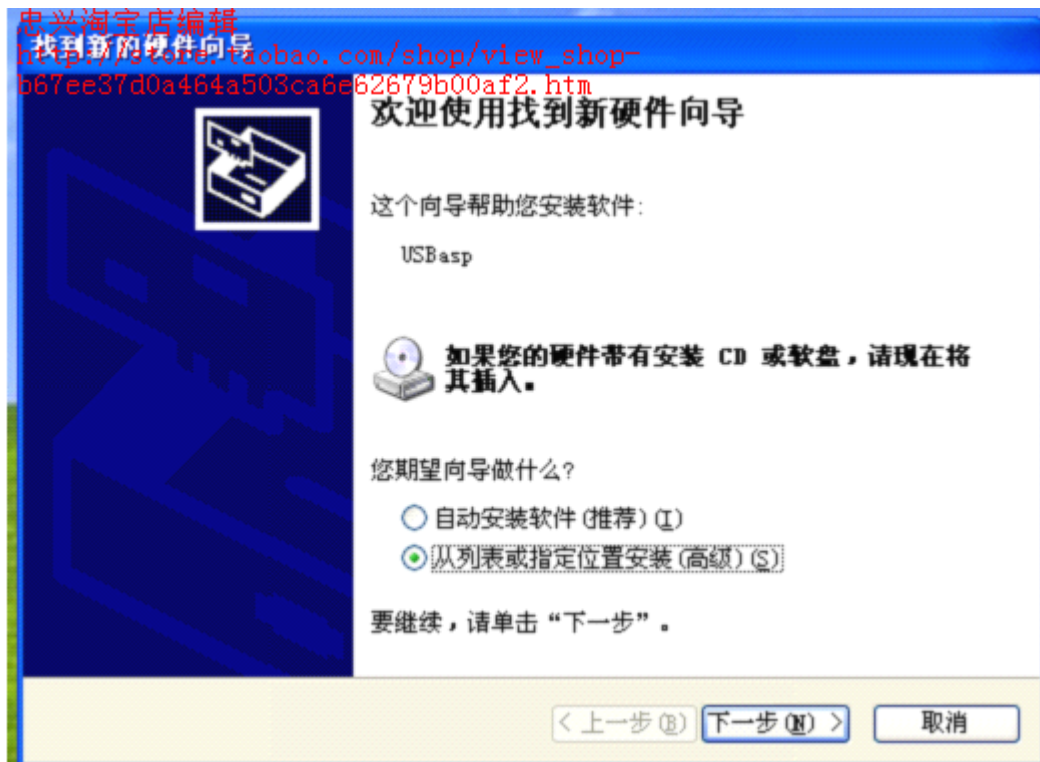 忠兴淘宝店编辑
找到新的硬件向导
http://store.taobao.com/shop/view_shop-
b67ee37d0a464a503ca6e62679b00af2.htm
欢迎使用找到新硬件向导
这个向导帮助您安装软件:
USBasp
如果您的硬件带有安装 CD 或软盘，请现在将
其插入。
您期望向导做什么?
自动安装软件(推荐)(I)
从列表或指定位置安装(高级)(S)
要继续，请单击“下一步”。
< 上一步(B)
下一步(N) >
取消